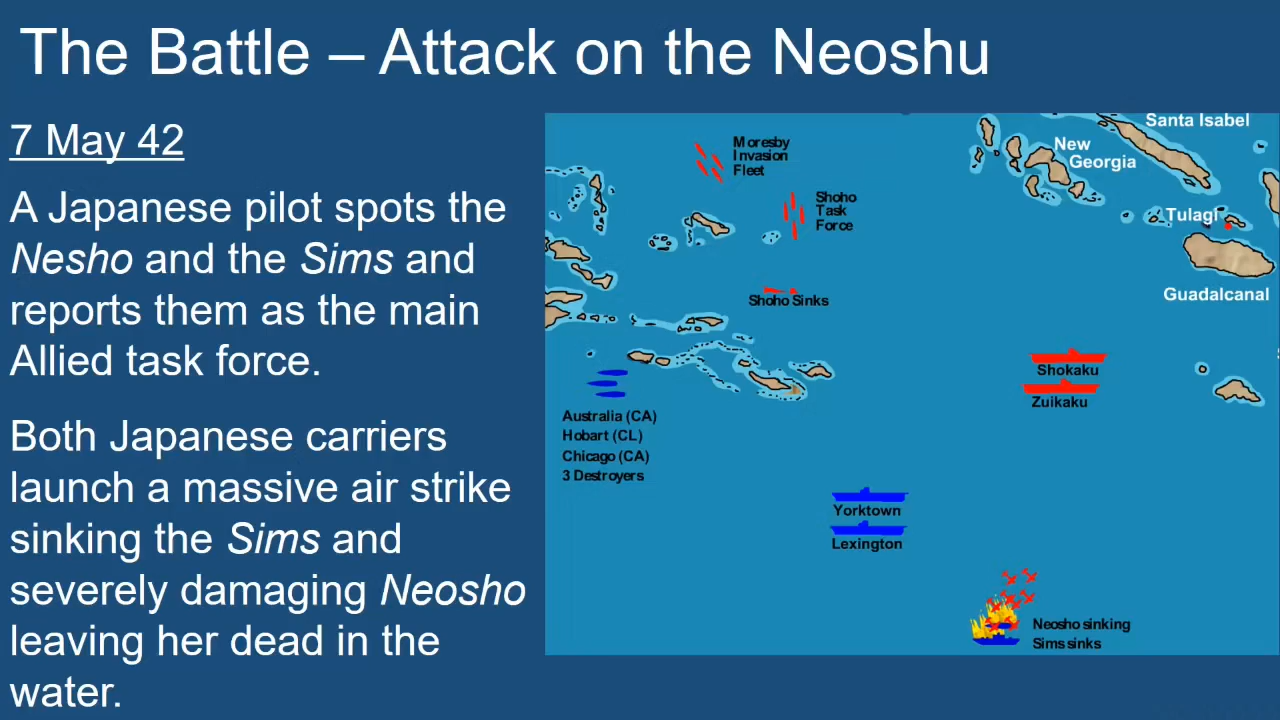 The Battle – Attack on the Neoshu
7 May 42
A Japanese pilot spots the
Nesho and the Sims and
reports them as the main
Allied task force.
Both Japanese carriers
launch a massive air strike
sinking the Sims and
severely damaging Neosho
leaving her dead in the
water.
Santa Isabel
New
Georgia
Tulagi
Guadalcanal
Moresby
Invasion
Fleet
Shoho
Task
Force
Shoho Sinks
Shokaku
Zuikaku
Australia (CA)
Hobart (CL)
Chicago (CA)
3 Destroyers
Yorktown
Lexington
Neosho sinking
Sims sinks